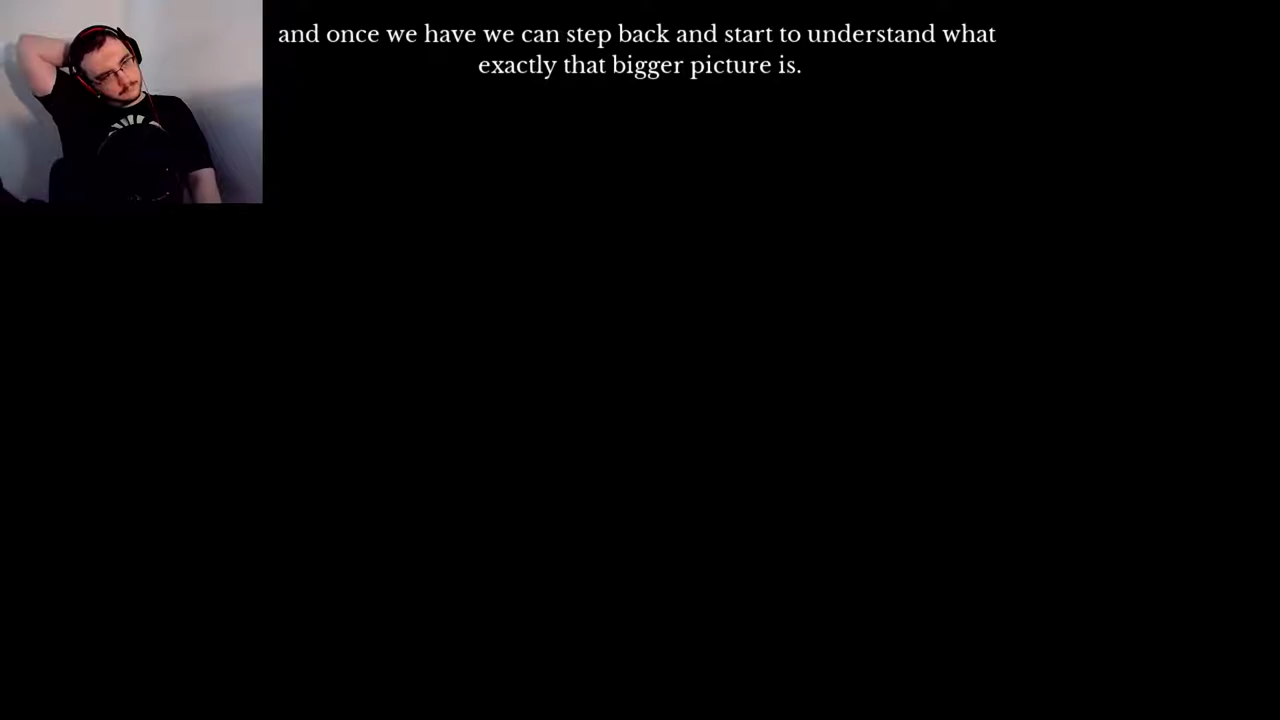 and once we have we can step back and start to understand what
exactly that bigger picture is.